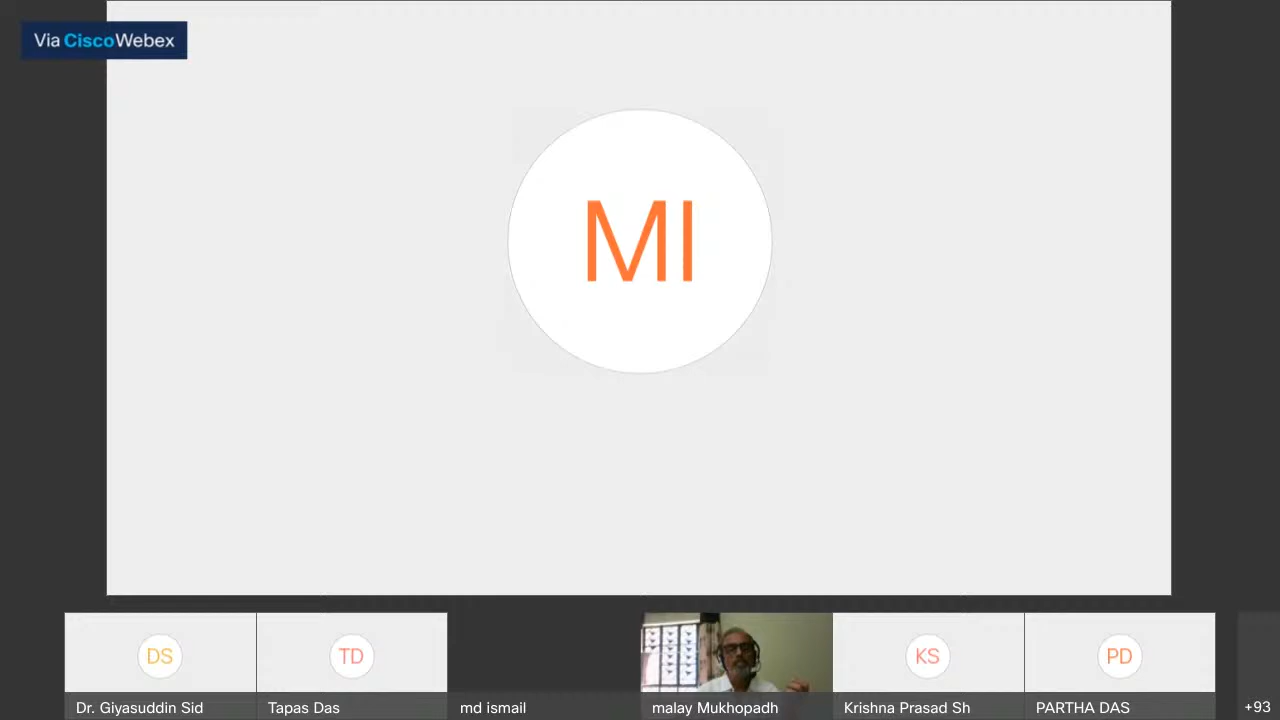 Via CiscoWebex
MI
DS
TD
KS
PD
Dr. Giyasuddin Sid
Tapas Das
md ismail
malay Mukhopadh
Krishna Prasad Sh
PARTHA DAS
+93